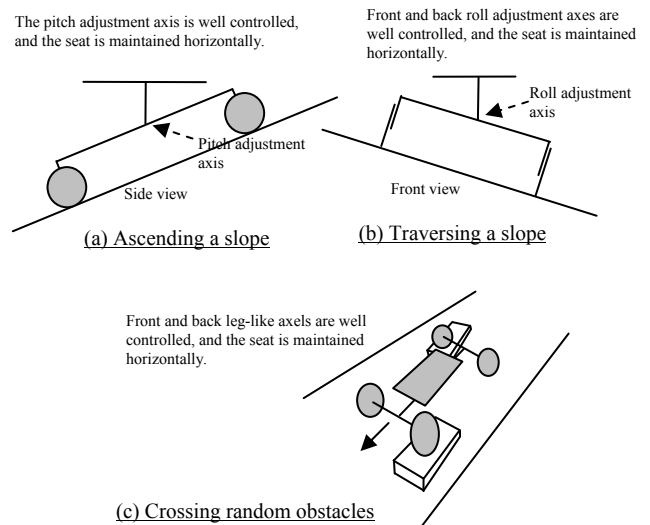 The pitch adjustment axis is well controlled,
and the seat is maintained horizontally.
Pitch adjustment
axis
Side view
(a) Ascending a slope
Front and back roll adjustment axes are
well controlled, and the seat is maintained
horizontally.
Roll adjustment
axis
Front view
(b) Traversing a slope
Front and back leg-like axels are well
controlled, and the seat is maintained
horizontally.
(c) Crossing random obstacles